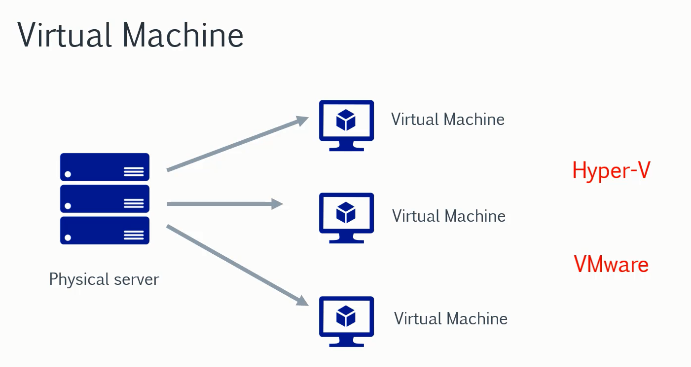 Virtual Machine
Virtual Machine
Hyper-V
Virtual Machine
VMware
Physical server
Virtual Machine